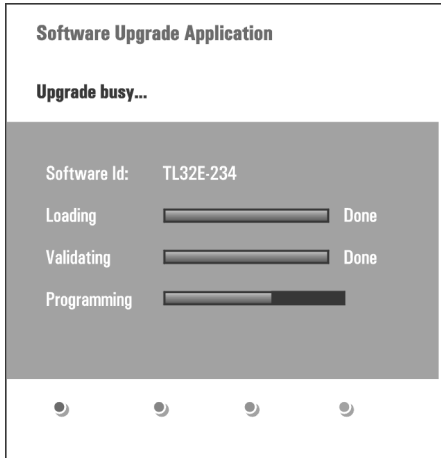 Software Upgrade Application
Upgrade busy...
Software Id: TL32E-234
Loading Done
Validating Done
Programming